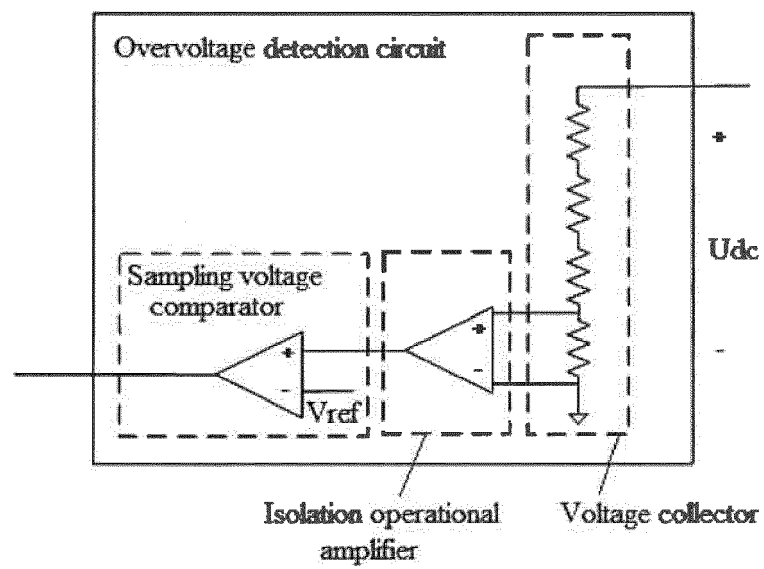 Overvoltage detection circuit
+
Udc
-
Sampling voltage
comparator
+
-
Vref
+
-
Isolation operational
amplifier
Voltage collector